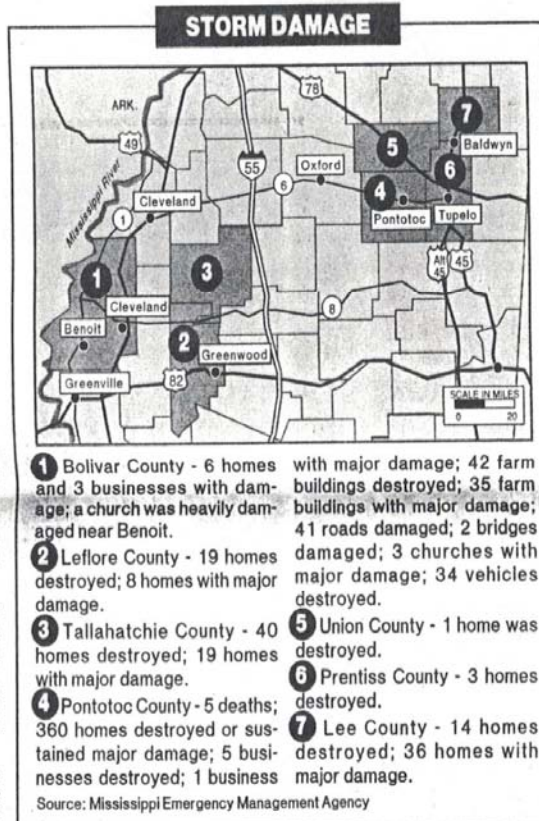 STORM DAMAGE
ARK.
78
49
7
5
Baldwyn
55
6
Oxford
6
Mississippi River
Cleveland
4
1
Pontotoc
Tupelo
3
Alt 45
45
1
Cleveland
8
Benoit
2
Greenwood
Greenville
82
SCALE IN MILES
0 20
1 Bolivar County - 6 homes
and 3 businesses with dam-
age; a church was heavily dam-
aged near Benoit.
2 Leflore County - 19 homes
destroyed; 8 homes with major
damage.
3 Tallahatchie County - 40
homes destroyed; 19 homes
with major damage.
4 Pontotoc County - 5 deaths;
360 homes destroyed or sus-
tained major damage; 5 busi-
nesses destroyed; 1 business
with major damage; 42 farm
buildings destroyed; 35 farm
buildings with major damage;
41 roads damaged; 2 bridges
damaged; 3 churches with
major damage; 34 vehicles
destroyed.
5 Union County - 1 home was
destroyed.
6 Prentiss County - 3 homes
destroyed.
7 Lee County - 14 homes
destroyed; 36 homes with
major damage.
Source: Mississippi Emergency Management Agency